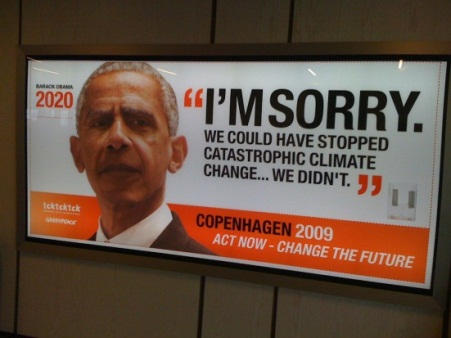 BARACK OBAMA
2020
"I'M SORRY.
WE COULD HAVE STOPPED
CATASTROPHIC CLIMATE
CHANGE... WE DIDN'T."
tcktcktck
GREENPEACE
COPENHAGEN 2009
ACT NOW - CHANGE THE FUTURE